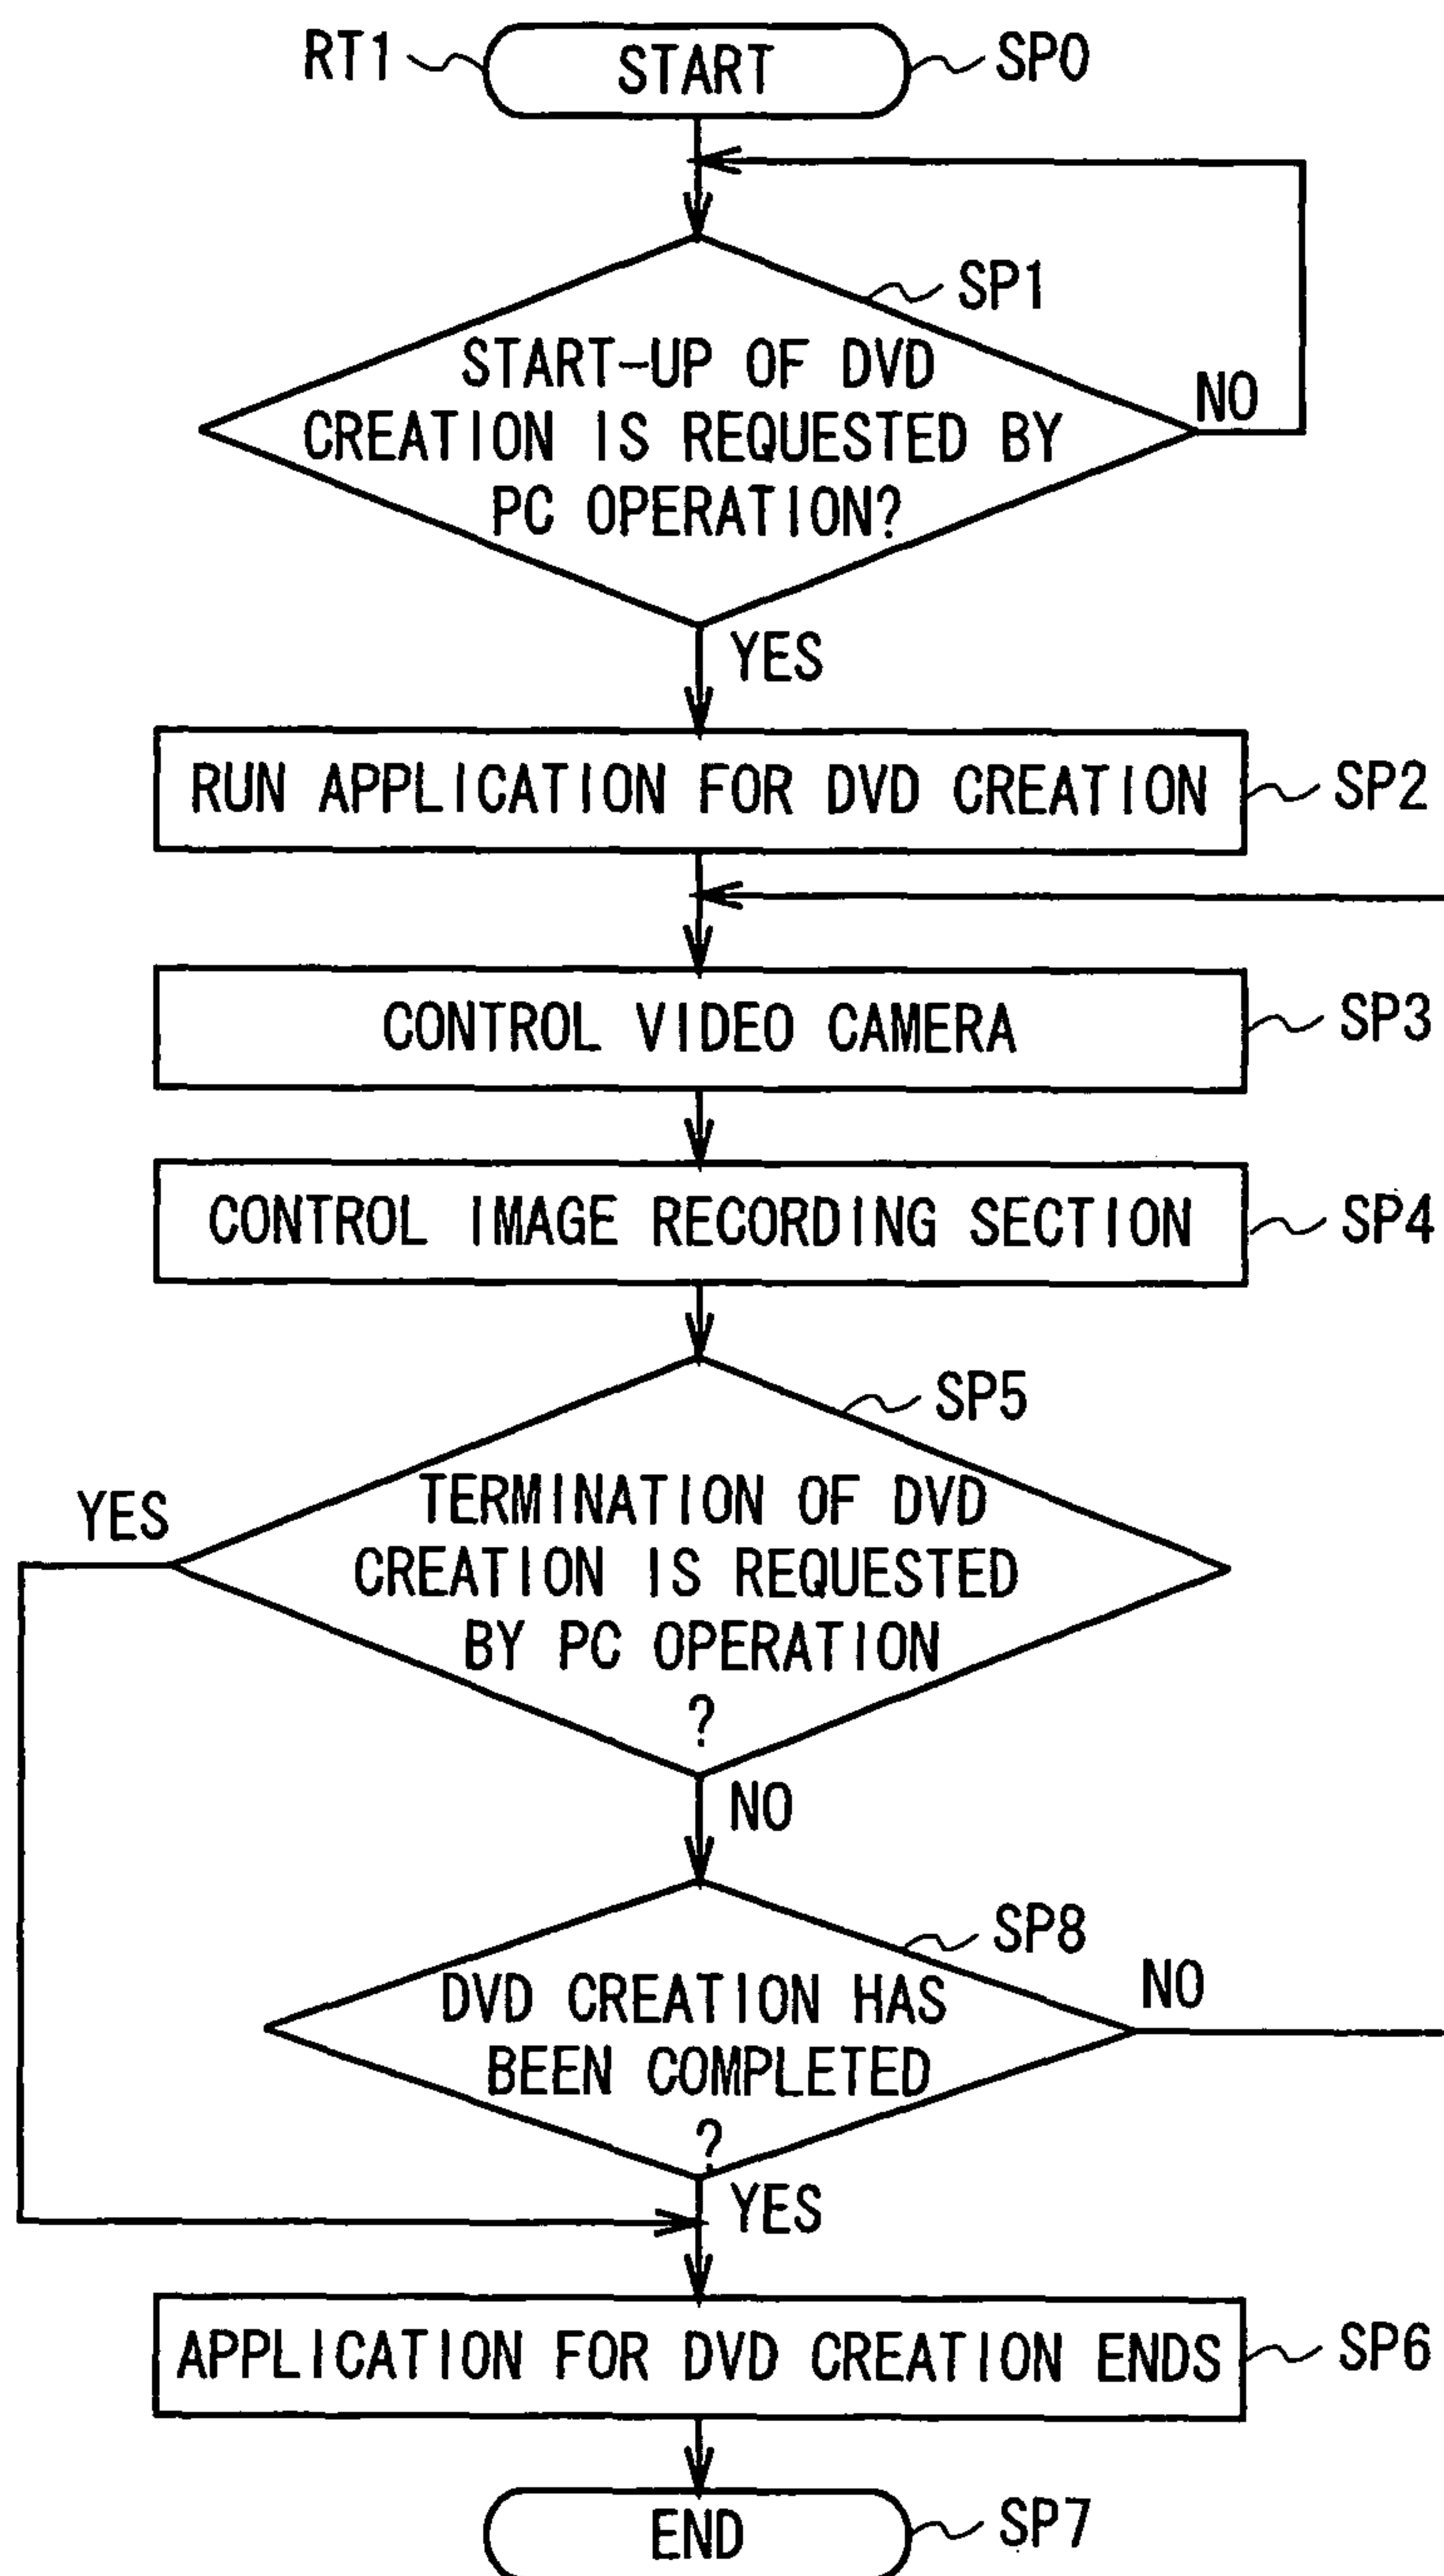 RT1
START
SP0
SP1
START-UP OF DVD
CREATION IS REQUESTED BY
PC OPERATION?
NO
YES
RUN APPLICATION FOR DVD CREATION
SP2
CONTROL VIDEO CAMERA
SP3
CONTROL IMAGE RECORDING SECTION
SP4
SP5
YES
TERMINATION OF DVD
CREATION IS REQUESTED
BY PC OPERATION
?
NO
SP8
DVD CREATION HAS
BEEN COMPLETED
?
NO
YES
APPLICATION FOR DVD CREATION ENDS
SP6
END
SP7